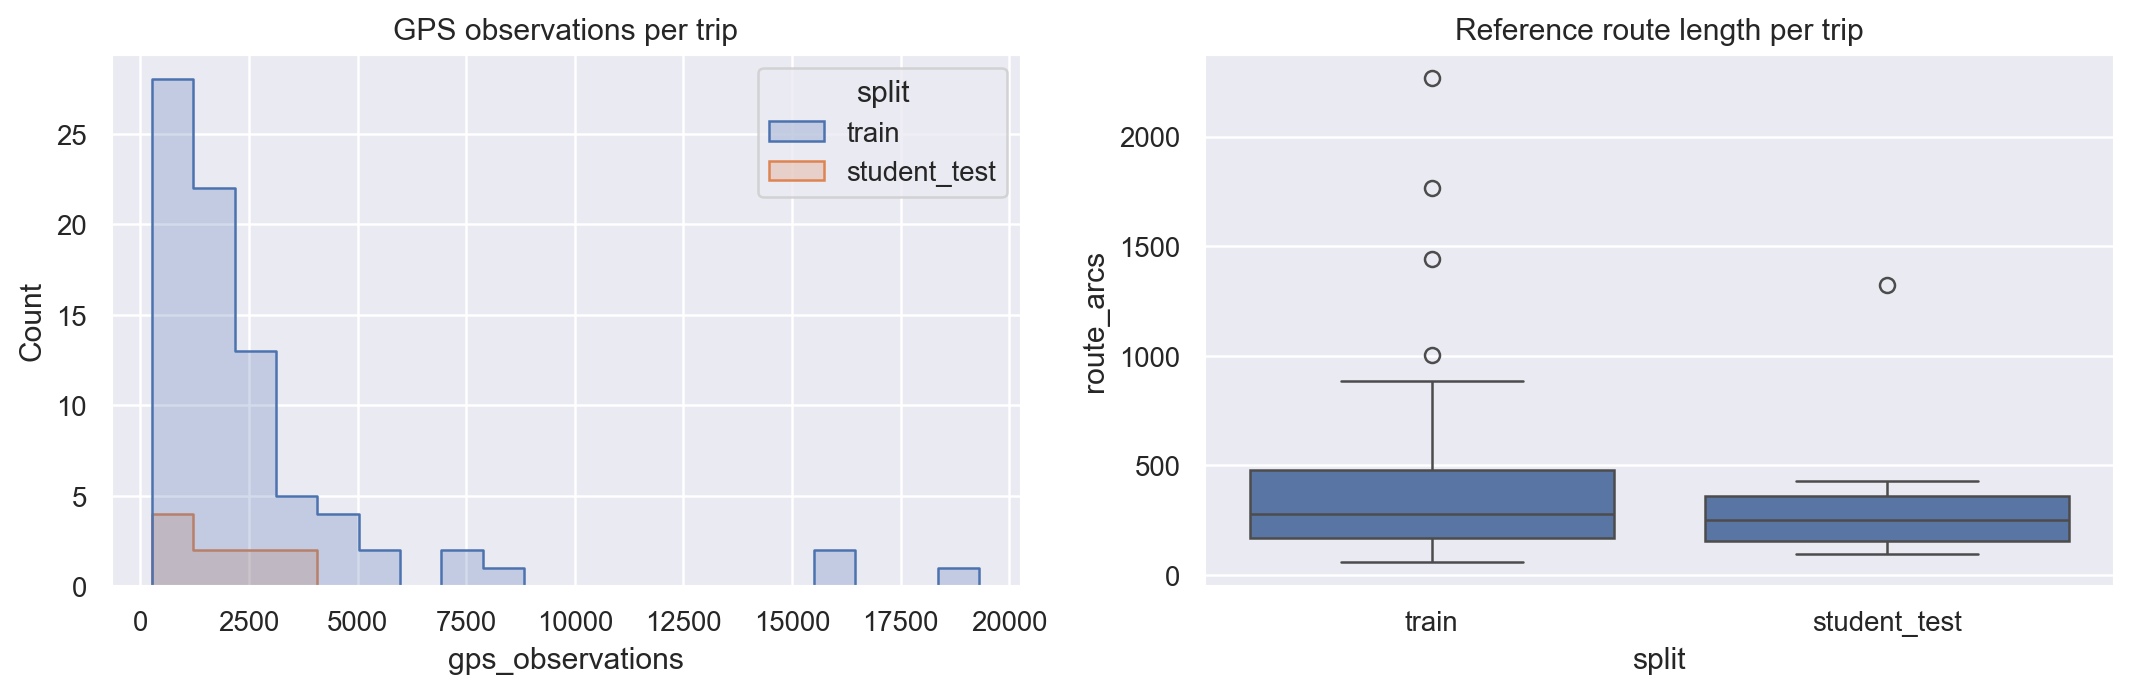 GPS observations per trip
25
20
15
10
5
0
Count
0 2500 5000 7500 10000 12500 15000 17500 20000
gps_observations
split
train
student_test
Reference route length per trip
2000
1500
1000
500
0
route_arcs
train student_test
split